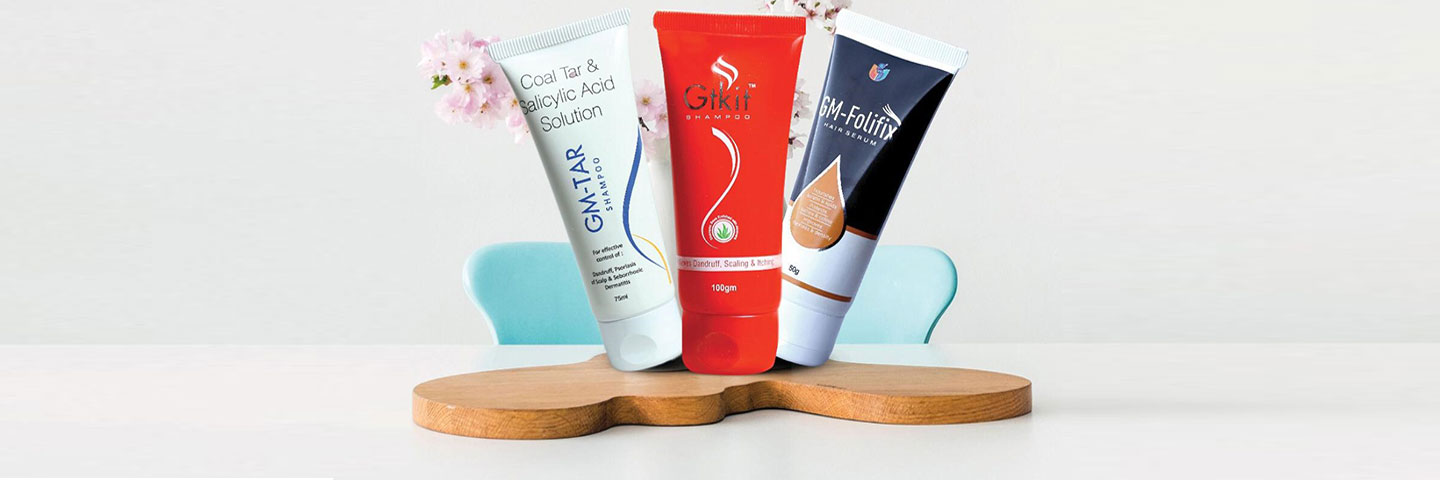 Coal Tar &
Salicylic Acid
Solution
GM-TAR
SHAMPOO
For effective
control of :
Dandruff, Psoriasis
of Scalp & Seborrhoeic
Dermatitis
75ml
Gtkit™
SHAMPOO
Dandruff, Scaling & Itching
100gm
GM-Folifix
HAIR SERUM
50g